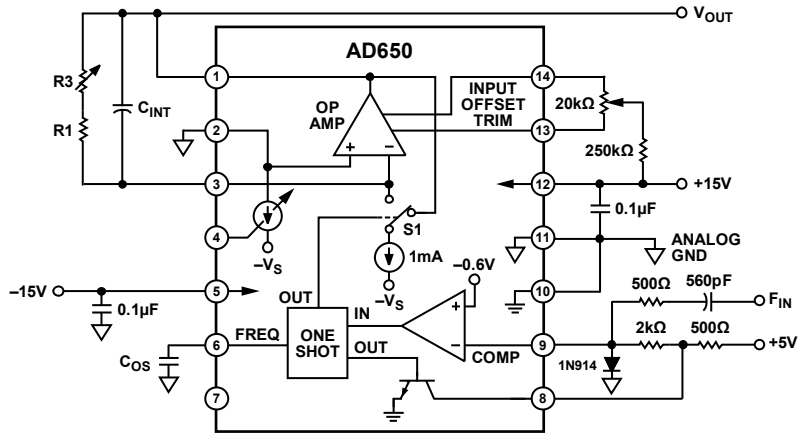 V_OUT
AD650
R3
C_INT
R1
1
14
INPUT
OFFSET
TRIM
20kΩ
OP
AMP
2
13
250kΩ
+
–
3
12
+15V
0.1µF
S1
4
11
ANALOG
GND
1mA
–V_S
–0.6V
–V_S
560pF
500Ω
–15V
5
10
F_IN
0.1µF
OUT
+
2kΩ
500Ω
IN
FREQ
ONE
SHOT
–
6
9
+5V
C_OS
OUT
COMP
1N914
7
8